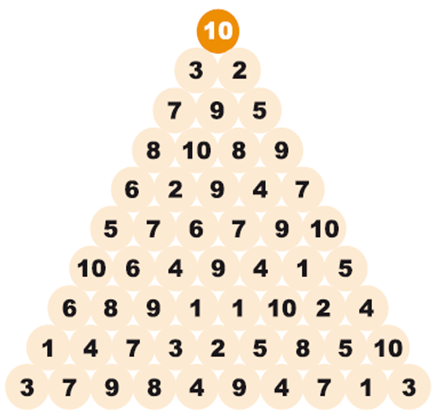 10
3 2
7 9 5
8 10 8 9
6 2 9 4 7
5 7 6 7 9 10
10 6 4 9 4 1 5
6 8 9 1 1 10 2 4
1 4 7 3 2 5 8 5 10
3 7 9 8 4 9 4 7 1 3